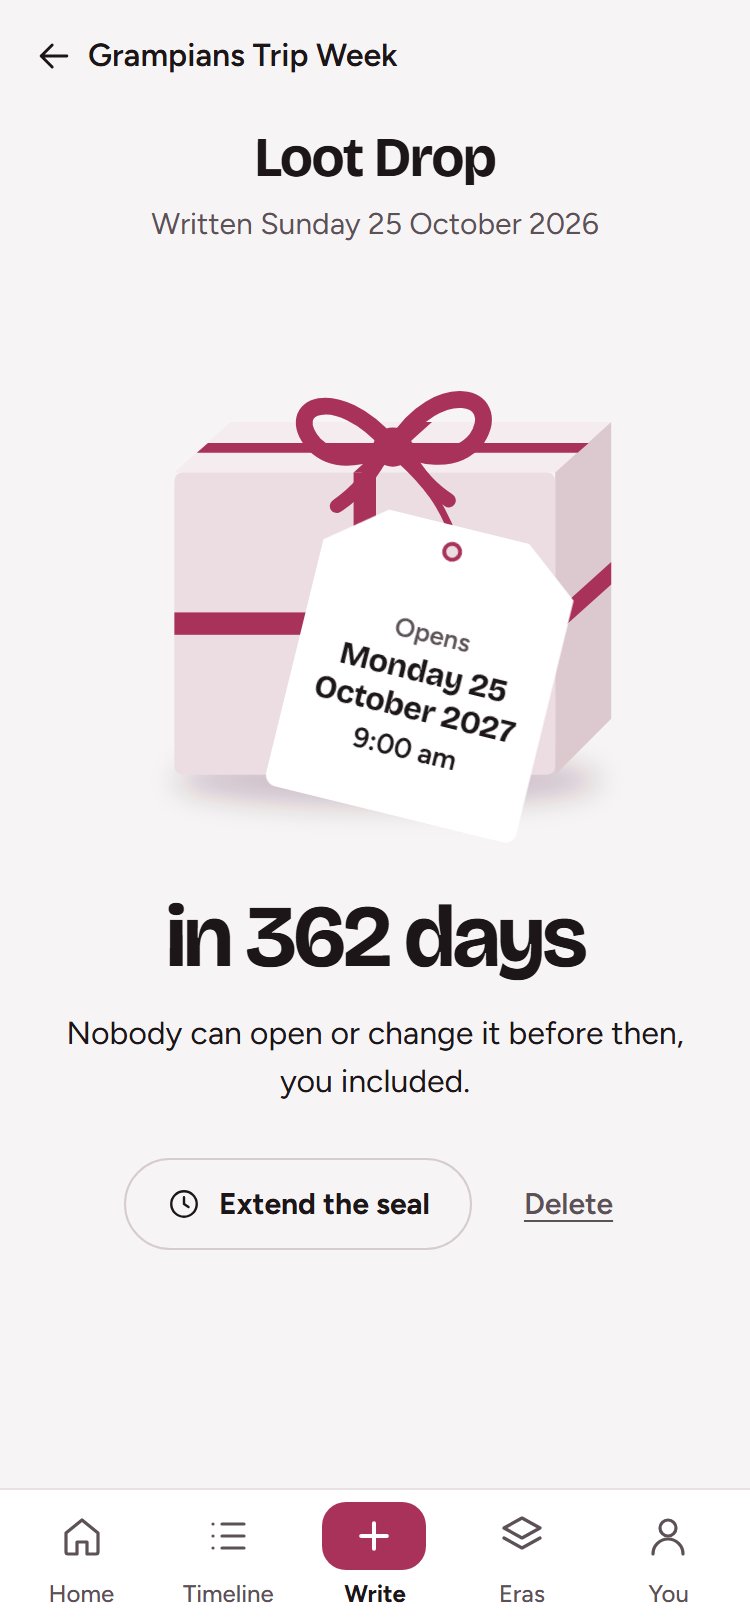 Grampians Trip Week
Loot Drop
Written Sunday 25 October 2026
Opens
Monday 25
October 2027
9:00 am
in 362 days
Nobody can open or change it before then,
you included.
Extend the seal
Delete
Home
Timeline
Write
Eras
You